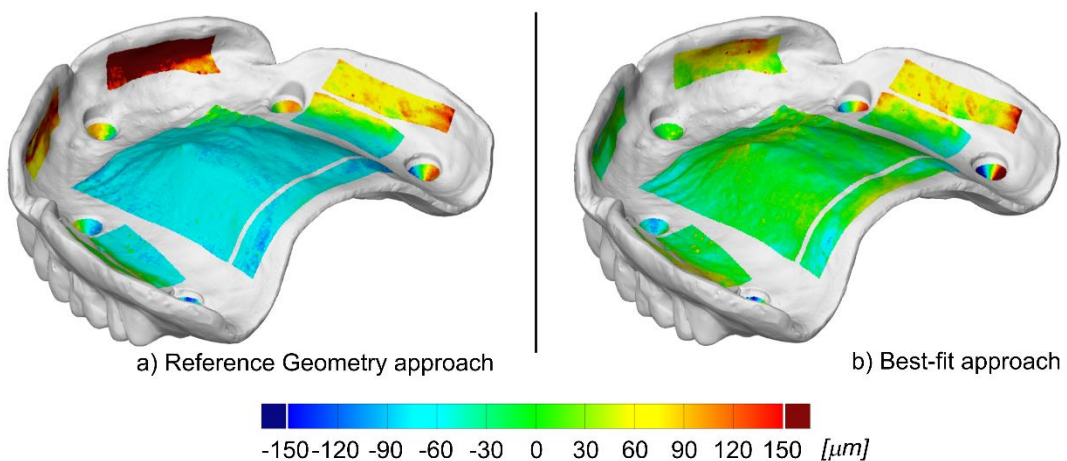 a) Reference Geometry approach
b) Best-fit approach
-150 -120 -90 -60 -30 0 30 60 90 120 150 [μm]